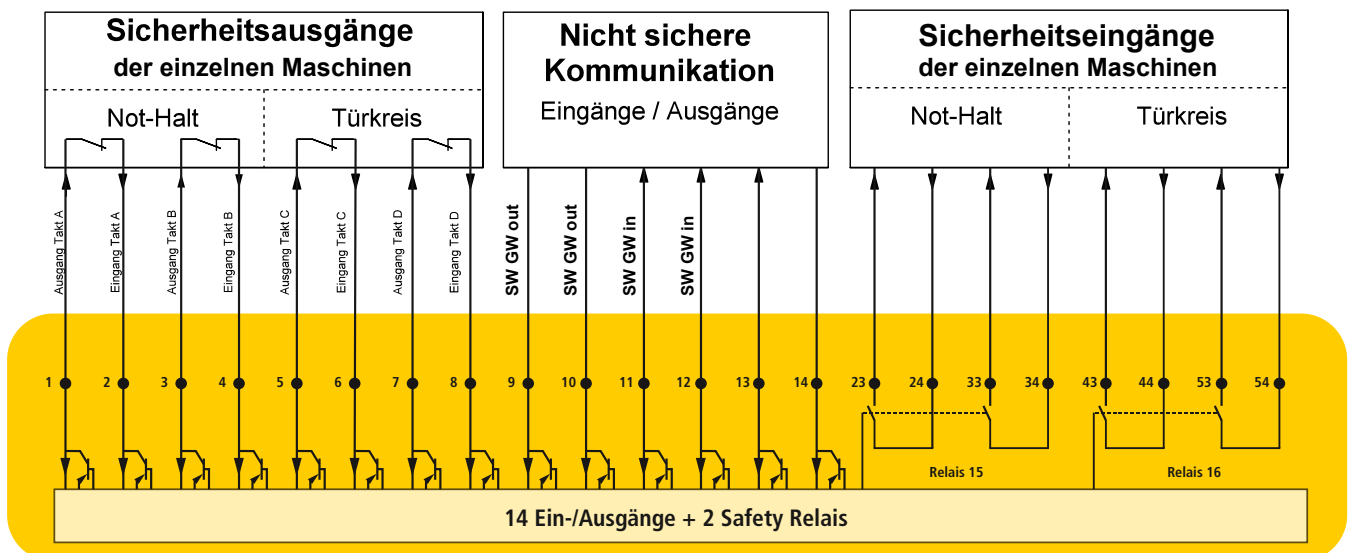 Sicherheitsausgänge
der einzelnen Maschinen
Not-Halt
Türkreis
Nicht sichere
Kommunikation
Eingänge / Ausgänge
Sicherheitseingänge
der einzelnen Maschinen
Not-Halt
Türkreis
Ausgang Takt A
Eingang Takt A
Ausgang Takt B
Eingang Takt B
Ausgang Takt C
Eingang Takt C
Ausgang Takt D
Eingang Takt D
SW GW out
SW GW out
SW GW in
SW GW in
1
2
3
4
5
6
7
8
9
10
11
12
13
14
23
24
33
34
43
44
53
54
Relais 15
Relais 16
14 Ein-/Ausgänge + 2 Safety Relais